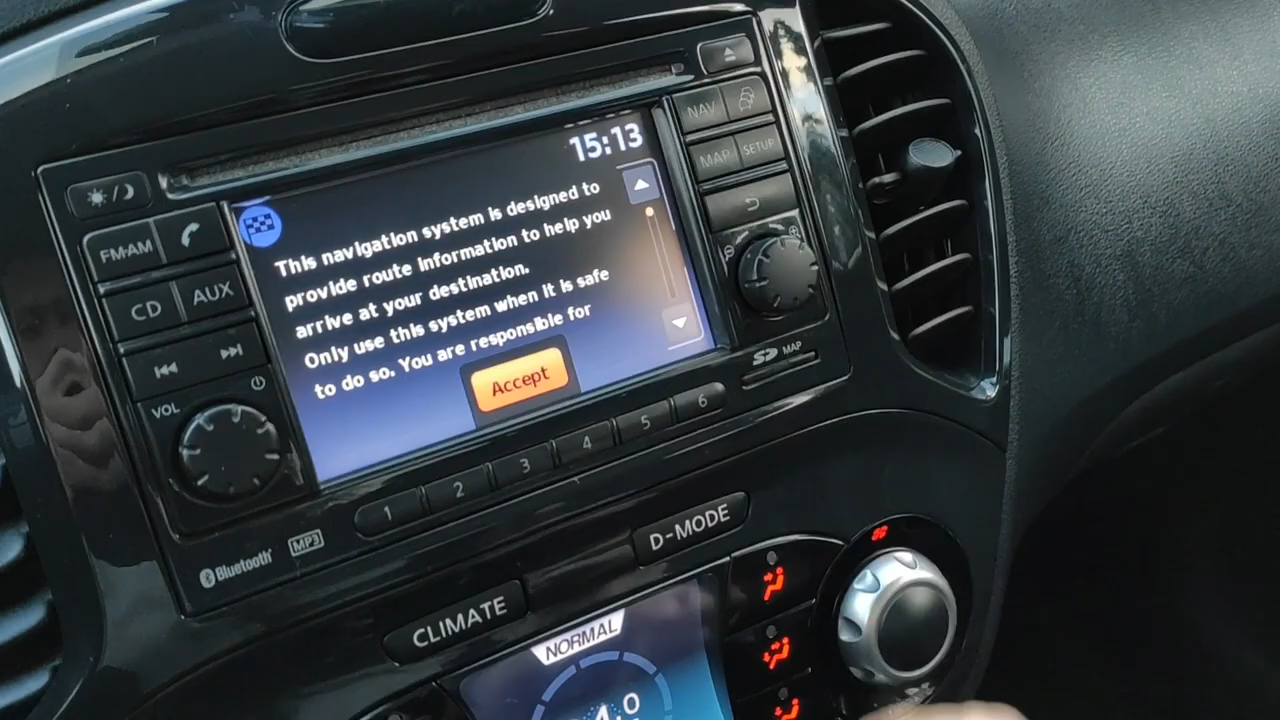 15:13
This navigation system is designed to
provide route information to help you
arrive at your destination.
Only use this system when it is safe
to do so. You are responsible for
Accept
NAV
MAP
SETUP
FM·AM
CD
AUX
VOL
SD MAP
1
2
3
4
5
6
Bluetooth
MP3
D-MODE
CLIMATE
NORMAL